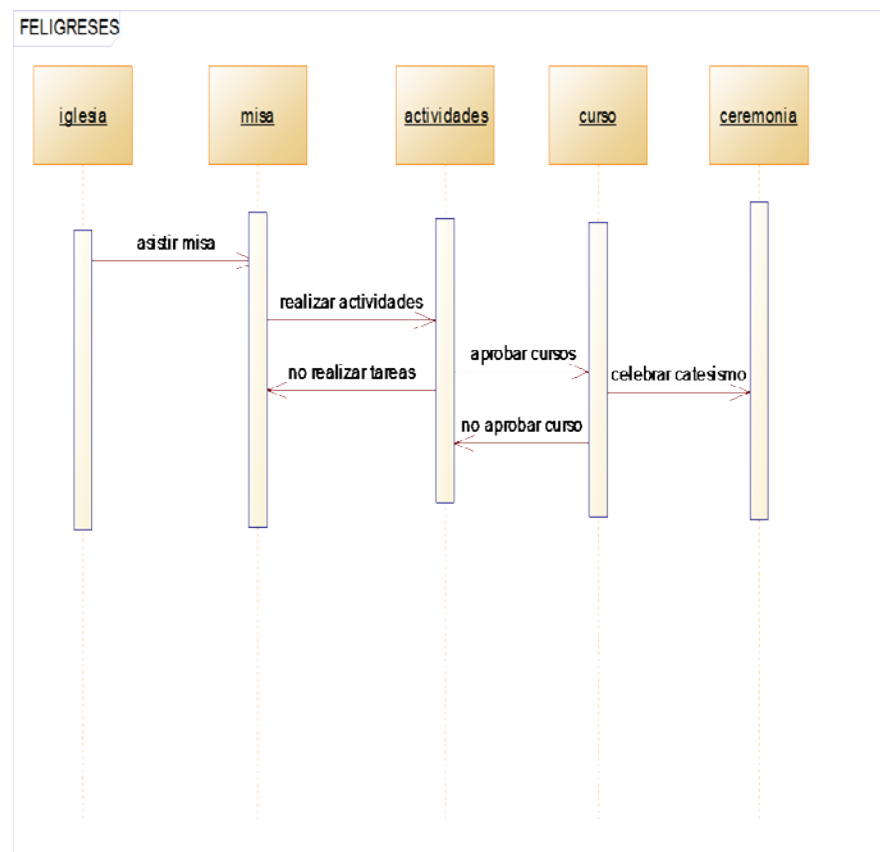 FELIGRESES
iglesia
misa
actividades
curso
ceremonia
asistir misa
realizar actividades
aprobar cursos
no realizar tareas
celebrar catesismo
no aprobar curso